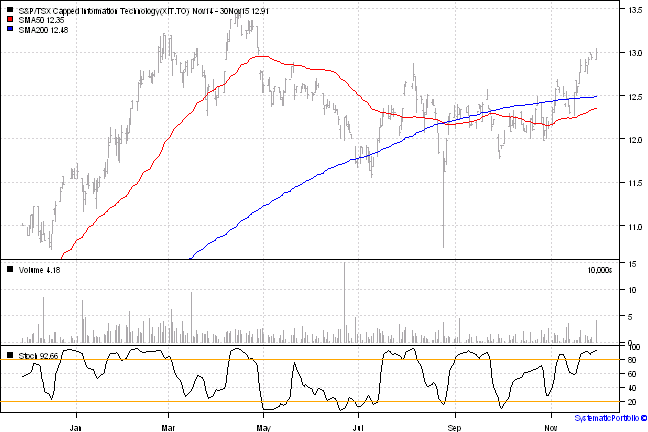 S&P/TSX Capped Information Technology(XIT.TO) Nov14 - 30Nov15 12.91
SMA50 12.35
SMA200 12.48
13.5
13.0
12.5
12.0
11.5
11.0
Volume 4.18
10,000s
15
10
5
0
Stoch 92.66
100
80
60
40
20
Jan Mar May Jul Sep Nov
SystematicPortfolio ©